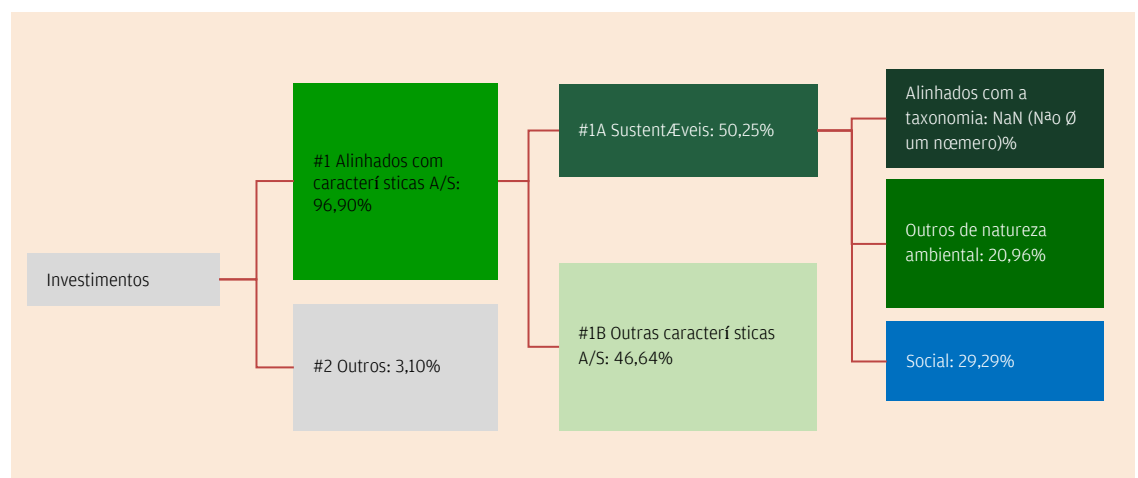 Investimentos
#1 Alinhados com
caracterí sticas A/S:
96,90%
#2 Outros: 3,10%
#1A SustentÆveis: 50,25%
#1B Outras caracterí sticas
A/S: 46,64%
Alinhados com a
taxonomia: NaN (Nªo Ø
um nœmero)%
Outros de natureza
ambiental: 20,96%
Social: 29,29%